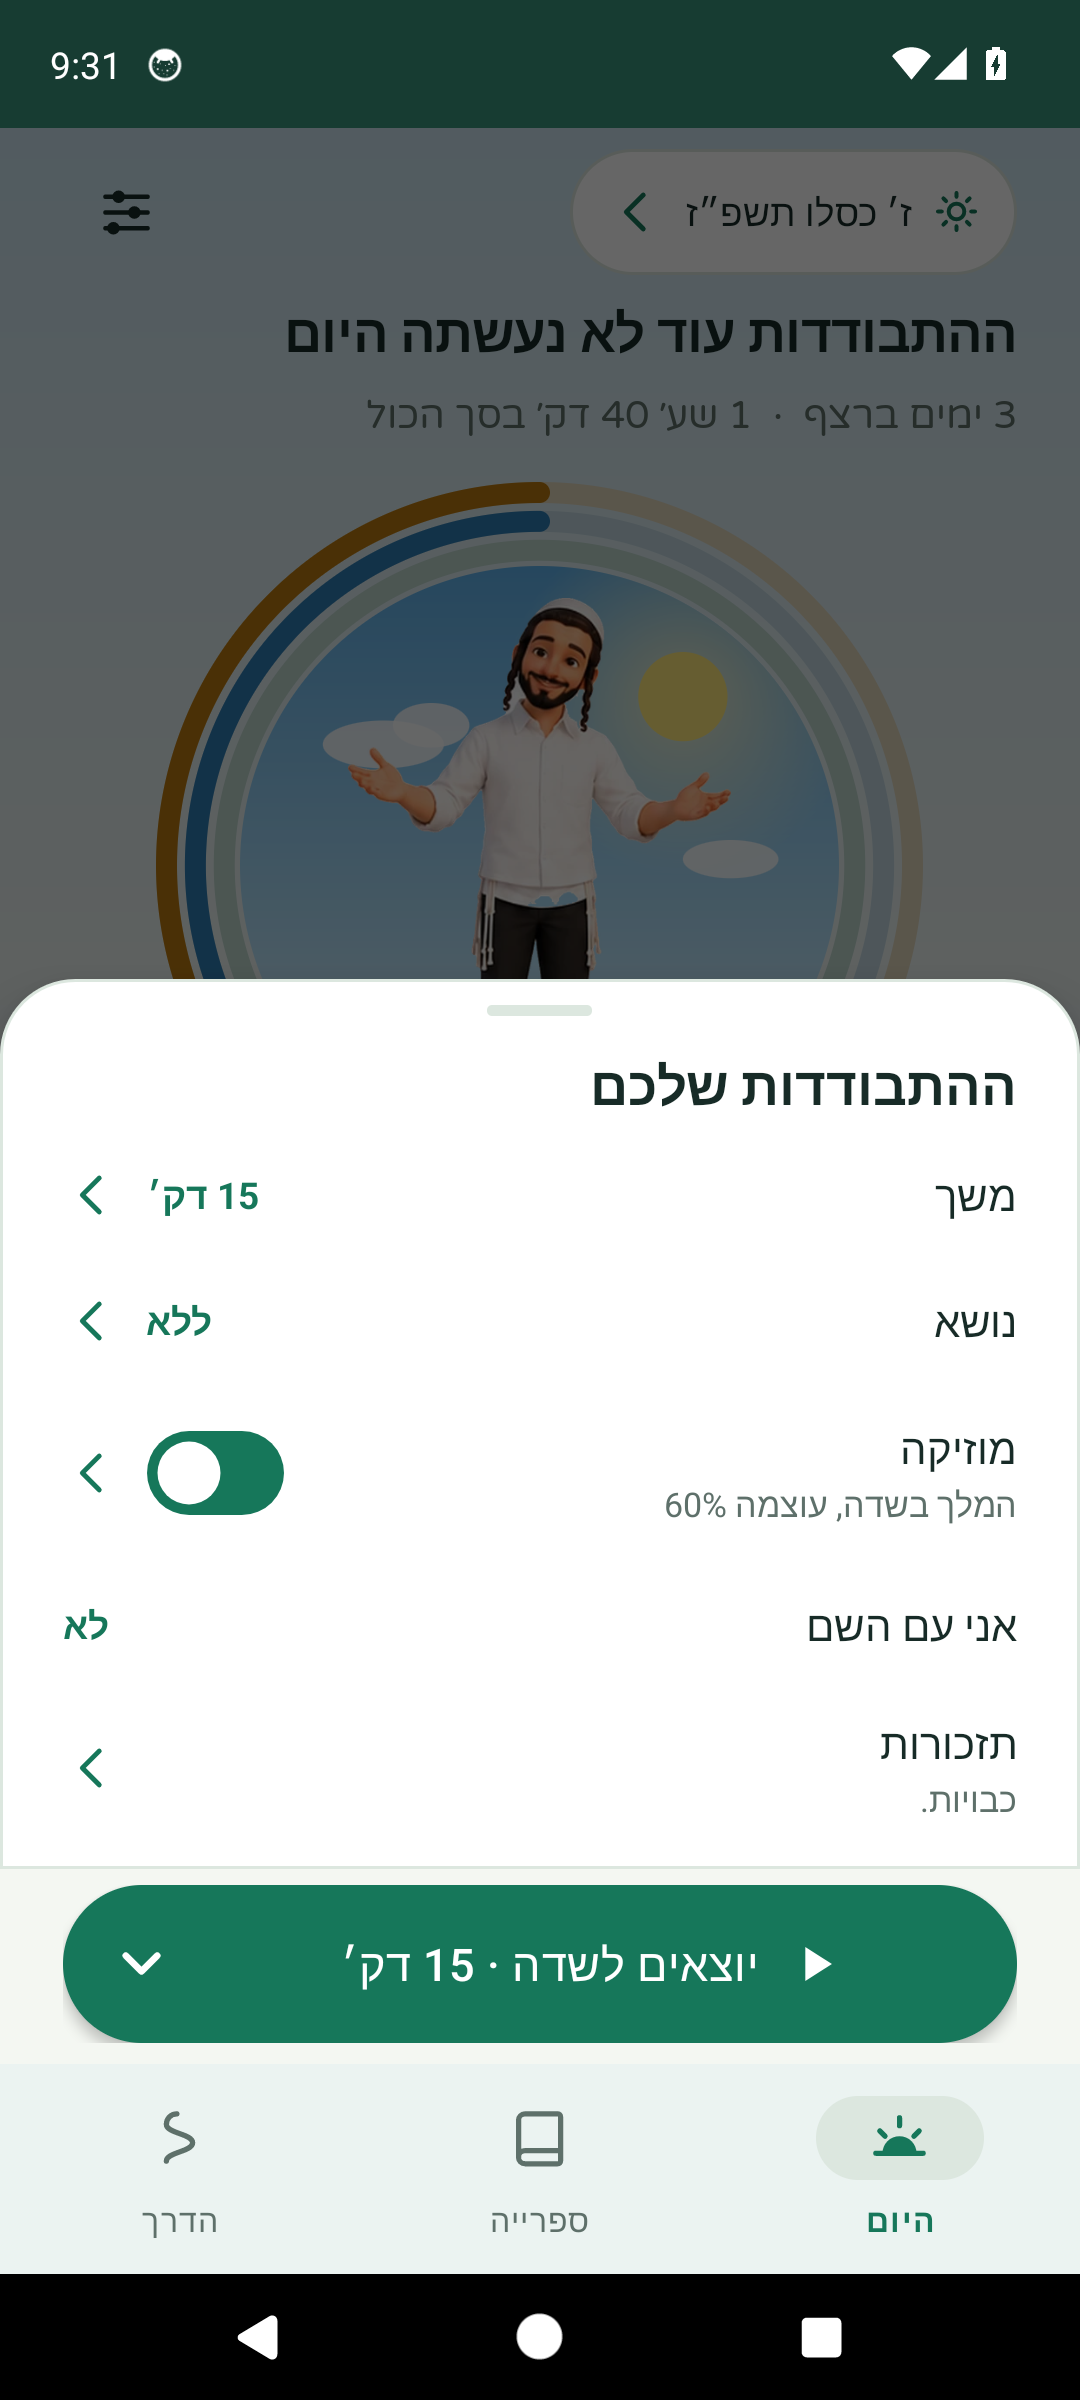 9:31
ז׳ כסלו תשפ״ז
ההתבודדות עוד לא נעשתה היום
3 ימים ברצף · 1 שע׳ 40 דק׳ בסך הכול
ההתבודדות שלכם
משך
15 דק׳
נושא
ללא
מוזיקה
המלך בשדה, עוצמה 60%
אני עם השם
לא
תזכורות
כבויות.
יוצאים לשדה · 15 דק׳
היום
ספרייה
הדרך